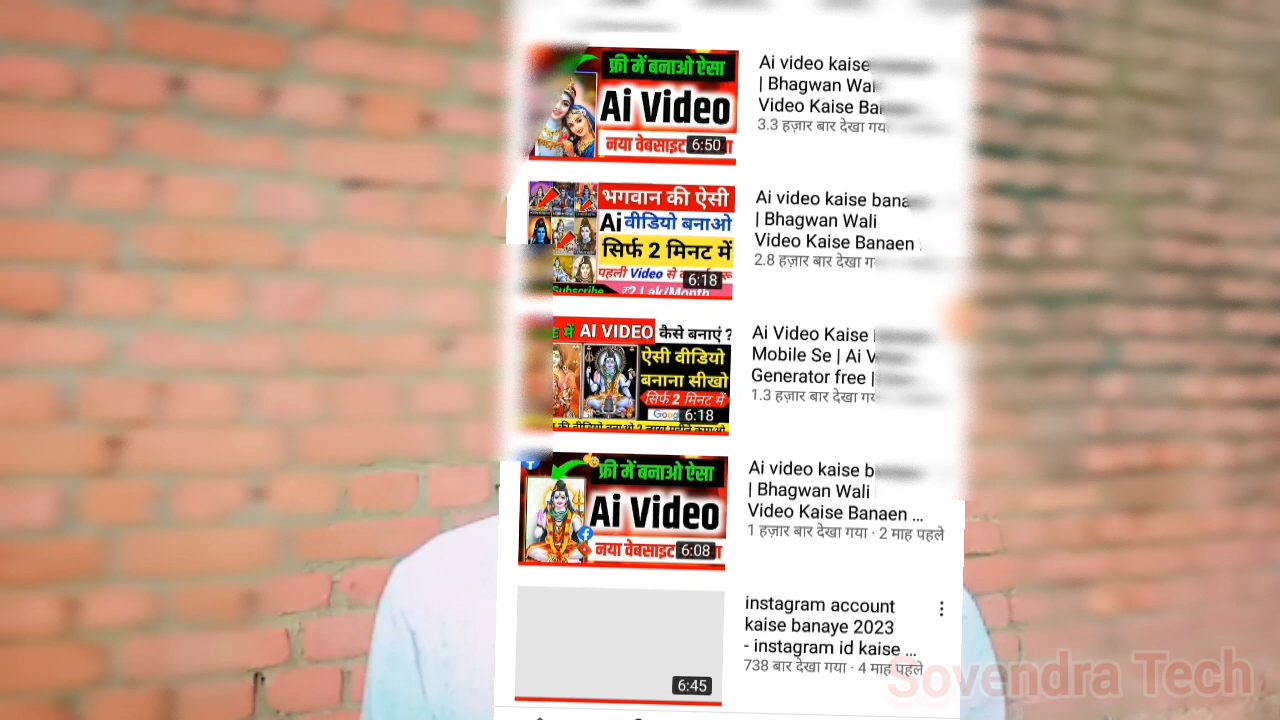 फ्री में बनाओ ऐसा
Ai Video
नया वेबसाइट
6:50
Ai video kaise
| Bhagwan
Video Kaise
3.3 हज़ार बार देखा
भगवान की ऐसी
Ai वीडियो बनाओ
सिर्फ 2 मिनट में
पहली Video से
6:18
Subscribe
₹2 Lak/Month
Ai video kaise
| Bhagwan Wali
Video Kaise Banaen
2.8 हज़ार बार देखा
में AI VIDEO कैसे बनाएं ?
ऐसी वीडियो
बनाना सीखो
सिर्फ 2 मिनट में
6:18
Ai Video Kaise
Mobile Se | Ai
Generator free |
1.3 हज़ार बार देखा
फ्री में बनाओ ऐसा
Ai Video
नया वेबसाइट
6:08
Ai video kaise
| Bhagwan Wali
Video Kaise Banaen ...
1 हज़ार बार देखा गया · 2 माह पहले
6:45
instagram account
kaise banaye 2023
- instagram id kaise ...
738 बार देखा गया · 4 माह पहले
Sovendra Tech